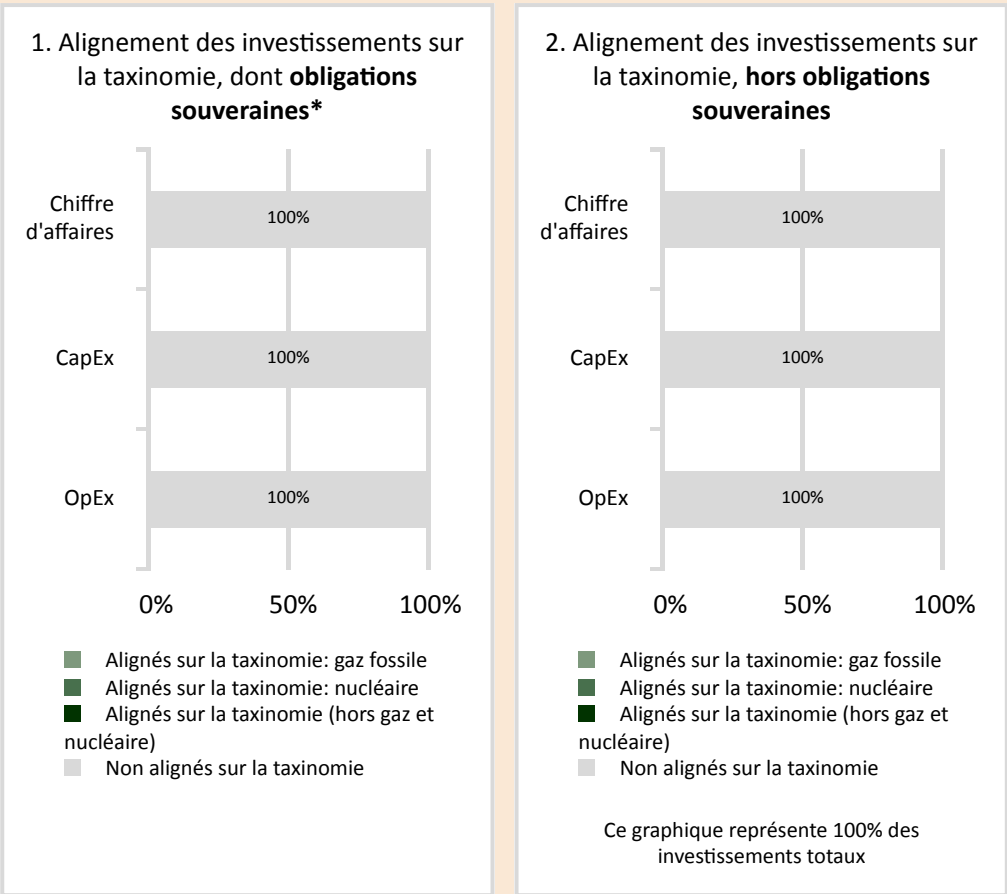 1. Alignement des investissements sur
la taxinomie, dont obligations
souveraines*
Chiffre
d'affaires
100%
CapEx
100%
OpEx
100%
0%
50%
100%
Alignés sur la taxinomie: gaz fossile
Alignés sur la taxinomie: nucléaire
Alignés sur la taxinomie (hors gaz et
nucléaire)
Non alignés sur la taxinomie
2. Alignement des investissements sur
la taxinomie, hors obligations
souveraines
Chiffre
d'affaires
100%
CapEx
100%
OpEx
100%
0%
50%
100%
Alignés sur la taxinomie: gaz fossile
Alignés sur la taxinomie: nucléaire
Alignés sur la taxinomie (hors gaz et
nucléaire)
Non alignés sur la taxinomie
Ce graphique représente 100% des
investissements totaux